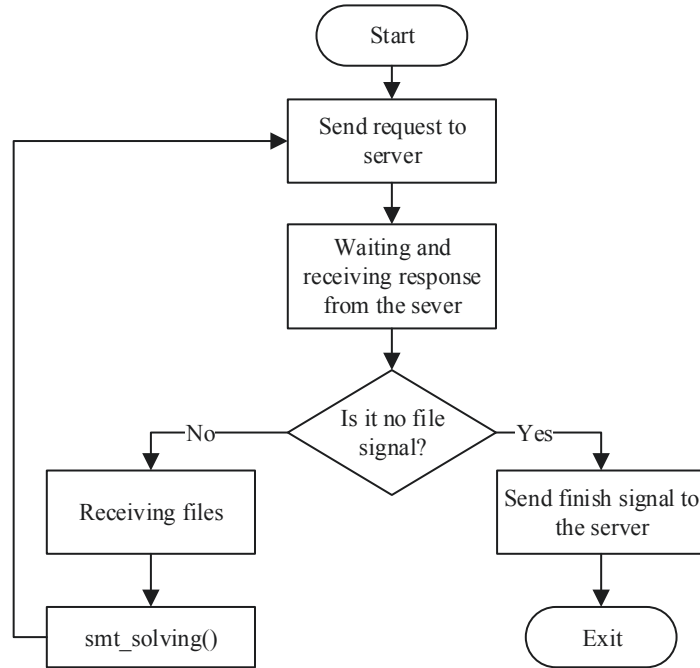 Start
Send request to
server
Waiting and
receiving response
from the sever
Is it no file
signal?
No
Yes
Receiving files
Send finish signal to
the server
smt_solving()
Exit